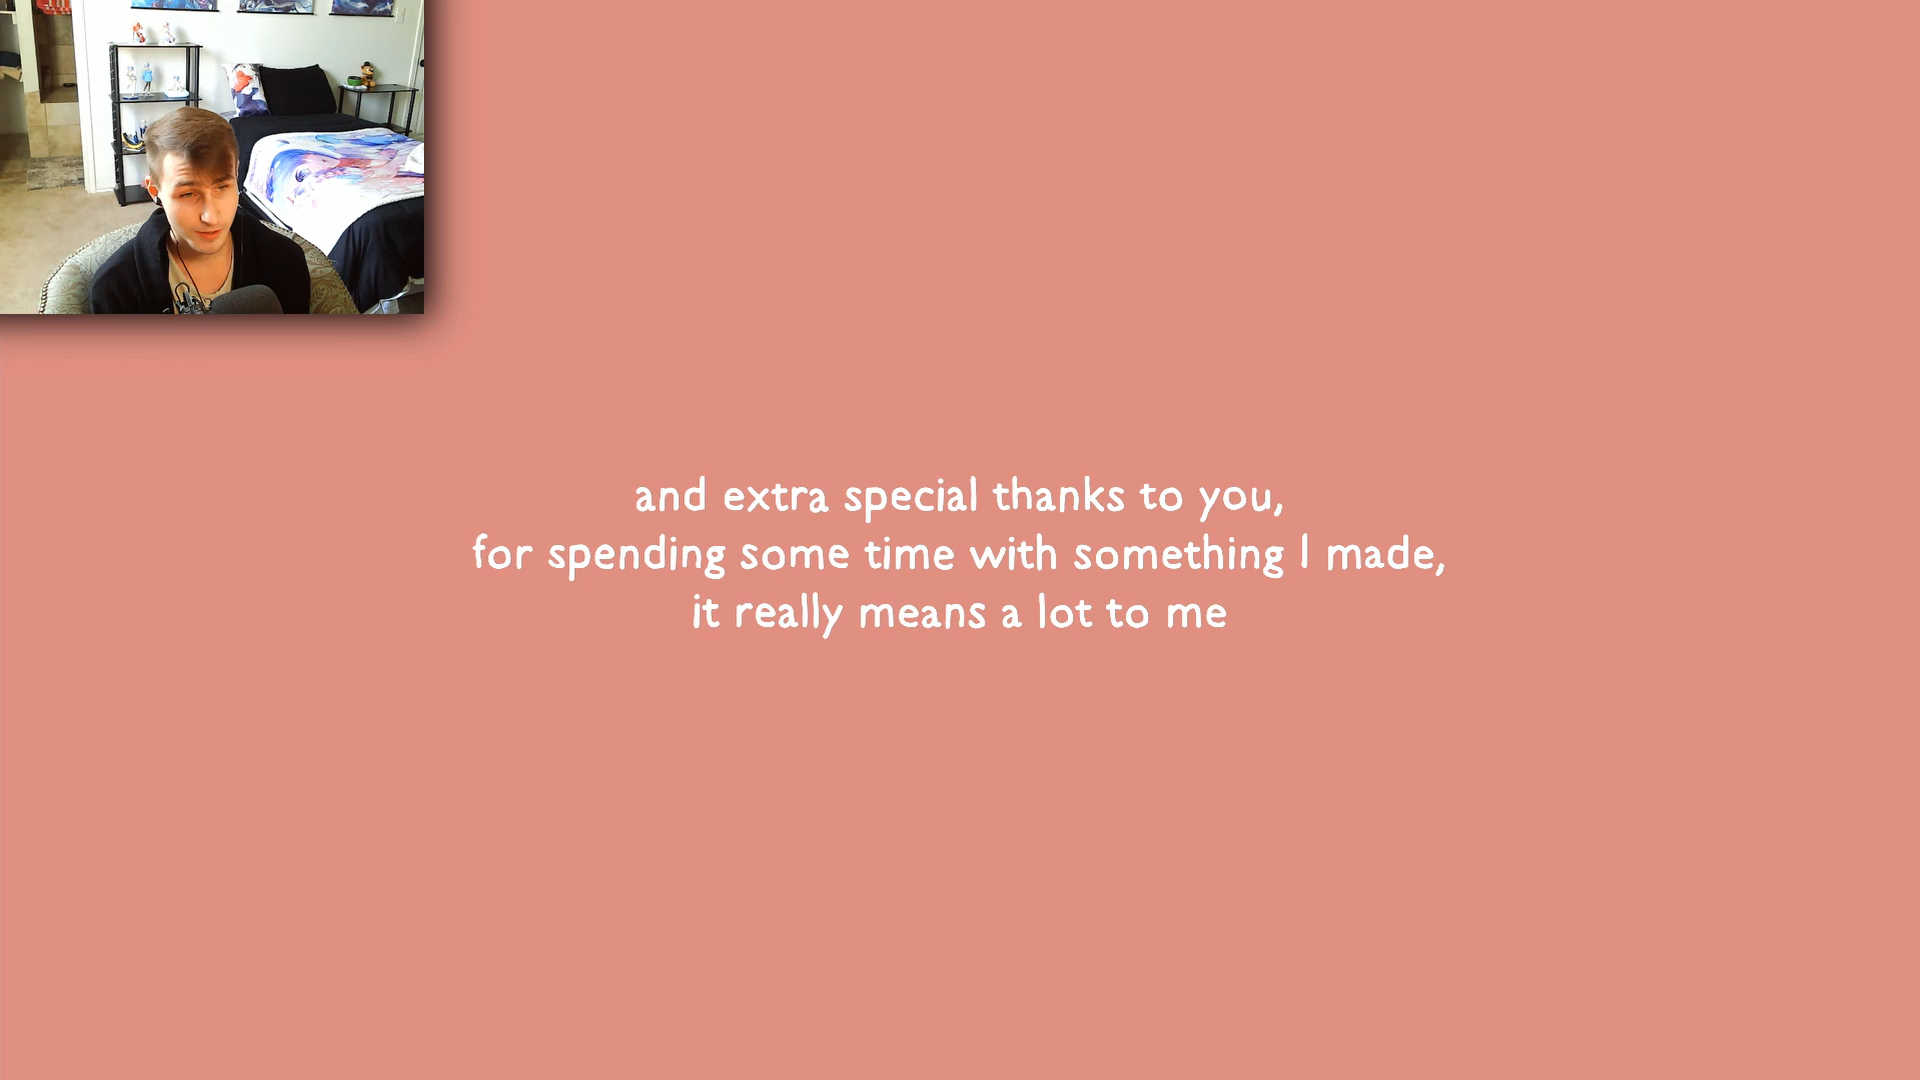 and extra special thanks to you,
for spending some time with something I made,
it really means a lot to me